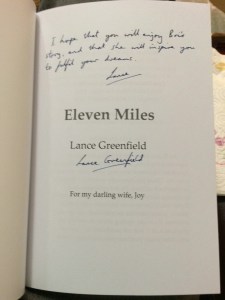 I hope that you will enjoy Bori's
story, and that she will inspire you
to fulfil your dreams.
Lance
Eleven Miles
Lance Greenfield
Lance Greenfield
For my darling wife, Joy